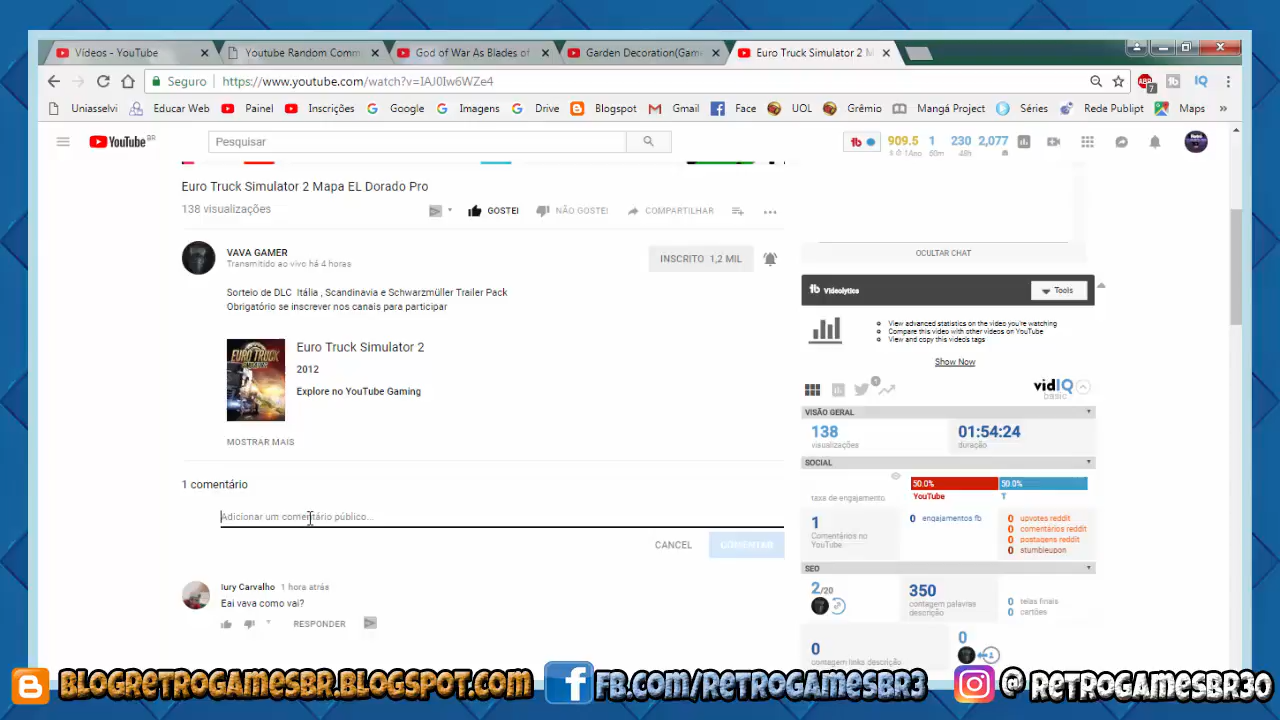 Vídeos - YouTube
Youtube Random Comm
God of War As Blades of
Garden Decoration(Gam
Euro Truck Simulator 2 M
Seguro
https://www.youtube.com/watch?v=IAJ0Iw6WZe4
Uniasselvi
Educar Web
Painel
Inscrições
Google
Imagens
Drive
Blogspot
Gmail
Face
UOL
Grêmio
Mangá Project
Séries
Rede Publipt
Maps
»
YouTube BR
Pesquisar
909.5 1 230 2,077
60m 48h
Euro Truck Simulator 2 Mapa EL Dorado Pro
138 visualizações
GOSTEI
NÃO GOSTEI
COMPARTILHAR
VAVA GAMER
Transmitido ao vivo há 4 horas
INSCRITO 1,2 MIL
Sorteio de DLC Itália , Scandinavia e Schwarzmüller Trailer Pack
Obrigatório se inscrever nos canais para participar
EURO TRUCK
Euro Truck Simulator 2
2012
Explore no YouTube Gaming
MOSTRAR MAIS
1 comentário
Adicionar um comentário público...
CANCEL
COMENTAR
Iury Carvalho 1 hora atrás
Eai vava como vai?
RESPONDER
OCULTAR CHAT
Videolytics
Tools
View advanced statistics on the video you're watching
Compare this video with other videos on YouTube
View and copy this video's tags
Show Now
vidIQ
basic
VISÃO GERAL
138
visualizações
01:54:24
duração
SOCIAL
taxa de engajamento
50.0%
50.0%
YouTube
1
Comentários no
YouTube
0 engajamentos fb
0 upvotes reddit
0 comentários reddit
0 postagens reddit
0 stumbleupon
SEO
2/20
350
contagem palavras
descrição
0 telas finais
0 cartões
0
contagem links descrição
0
BLOGRETROGAMESBR.BLOGSPOT.COM
FB.COM/RETROGAMESBR3
@RETROGAMESBR30